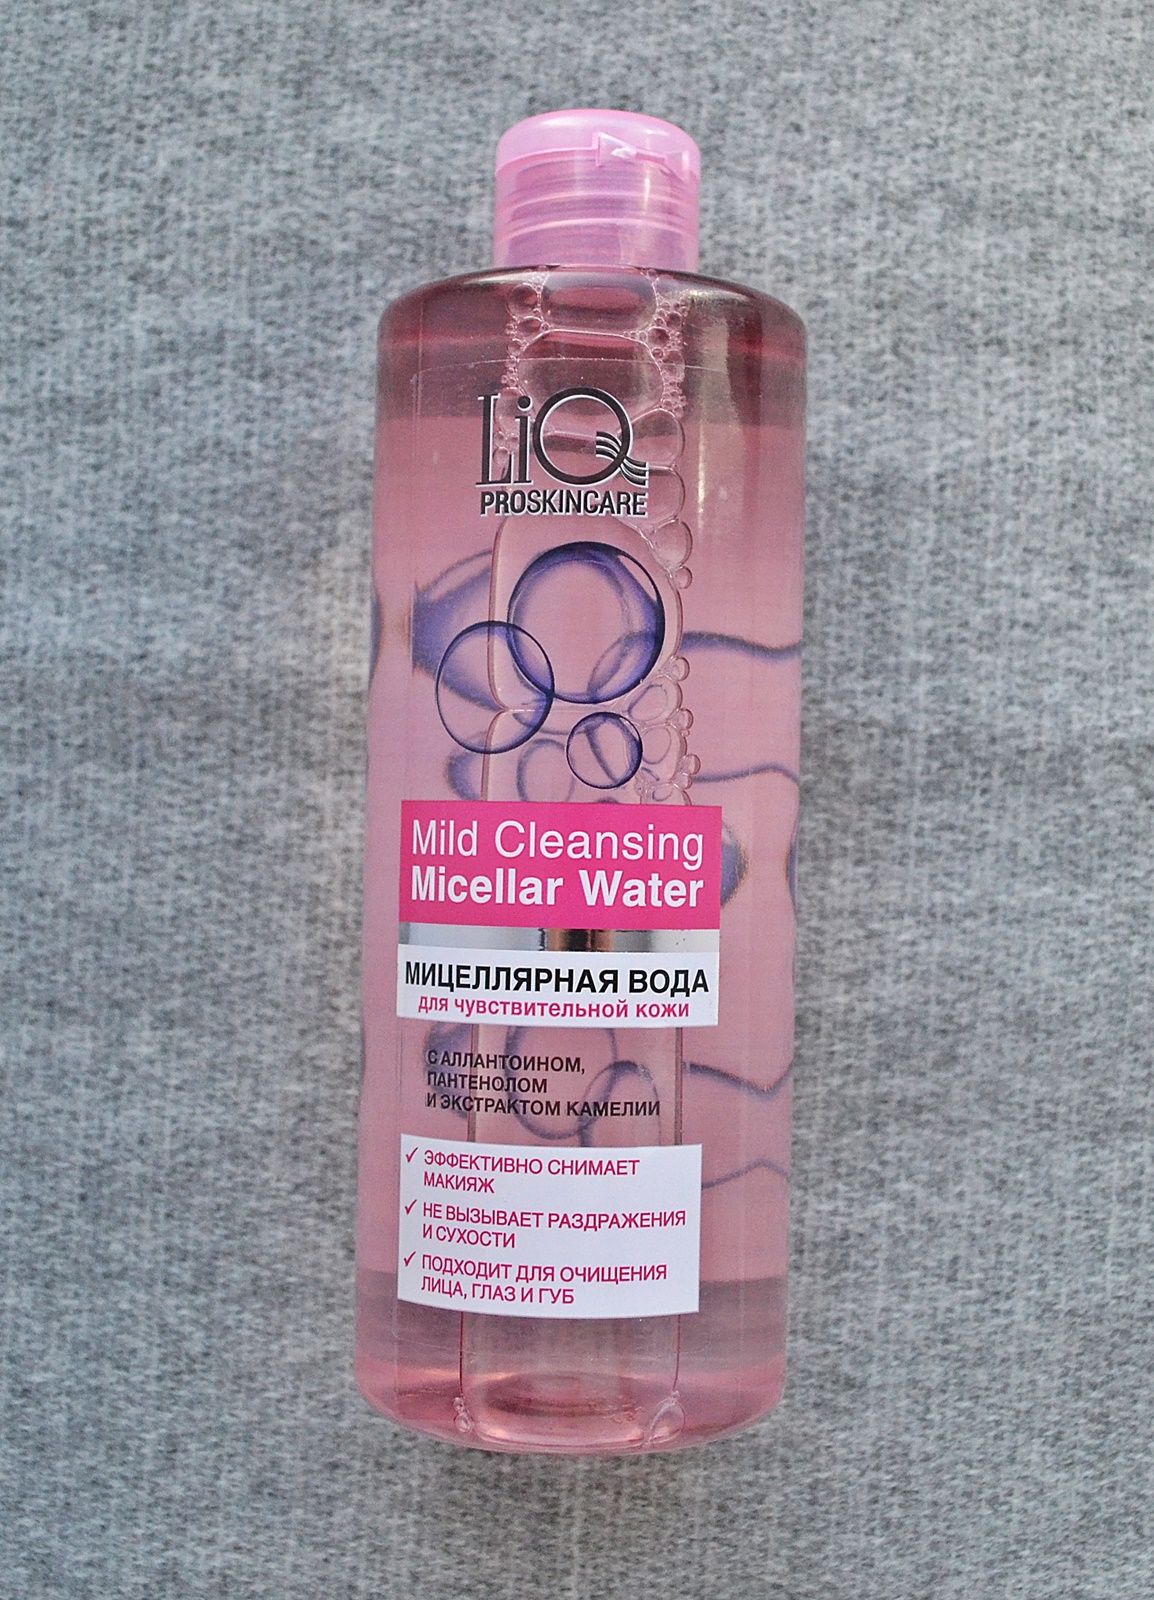 LiQ
PROSKINCARE
Mild Cleansing
Micellar Water
МИЦЕЛЛЯРНАЯ ВОДА
для чувствительной кожи
С АЛЛАНТОИНОМ,
ПАНТЕНОЛОМ
И ЭКСТРАКТОМ КАМЕЛИИ
✓ ЭФФЕКТИВНО СНИМАЕТ
МАКИЯЖ
✓ НЕ ВЫЗЫВАЕТ РАЗДРАЖЕНИЯ
И СУХОСТИ
✓ ПОДХОДИТ ДЛЯ ОЧИЩЕНИЯ
ЛИЦА, ГЛАЗ И ГУБ